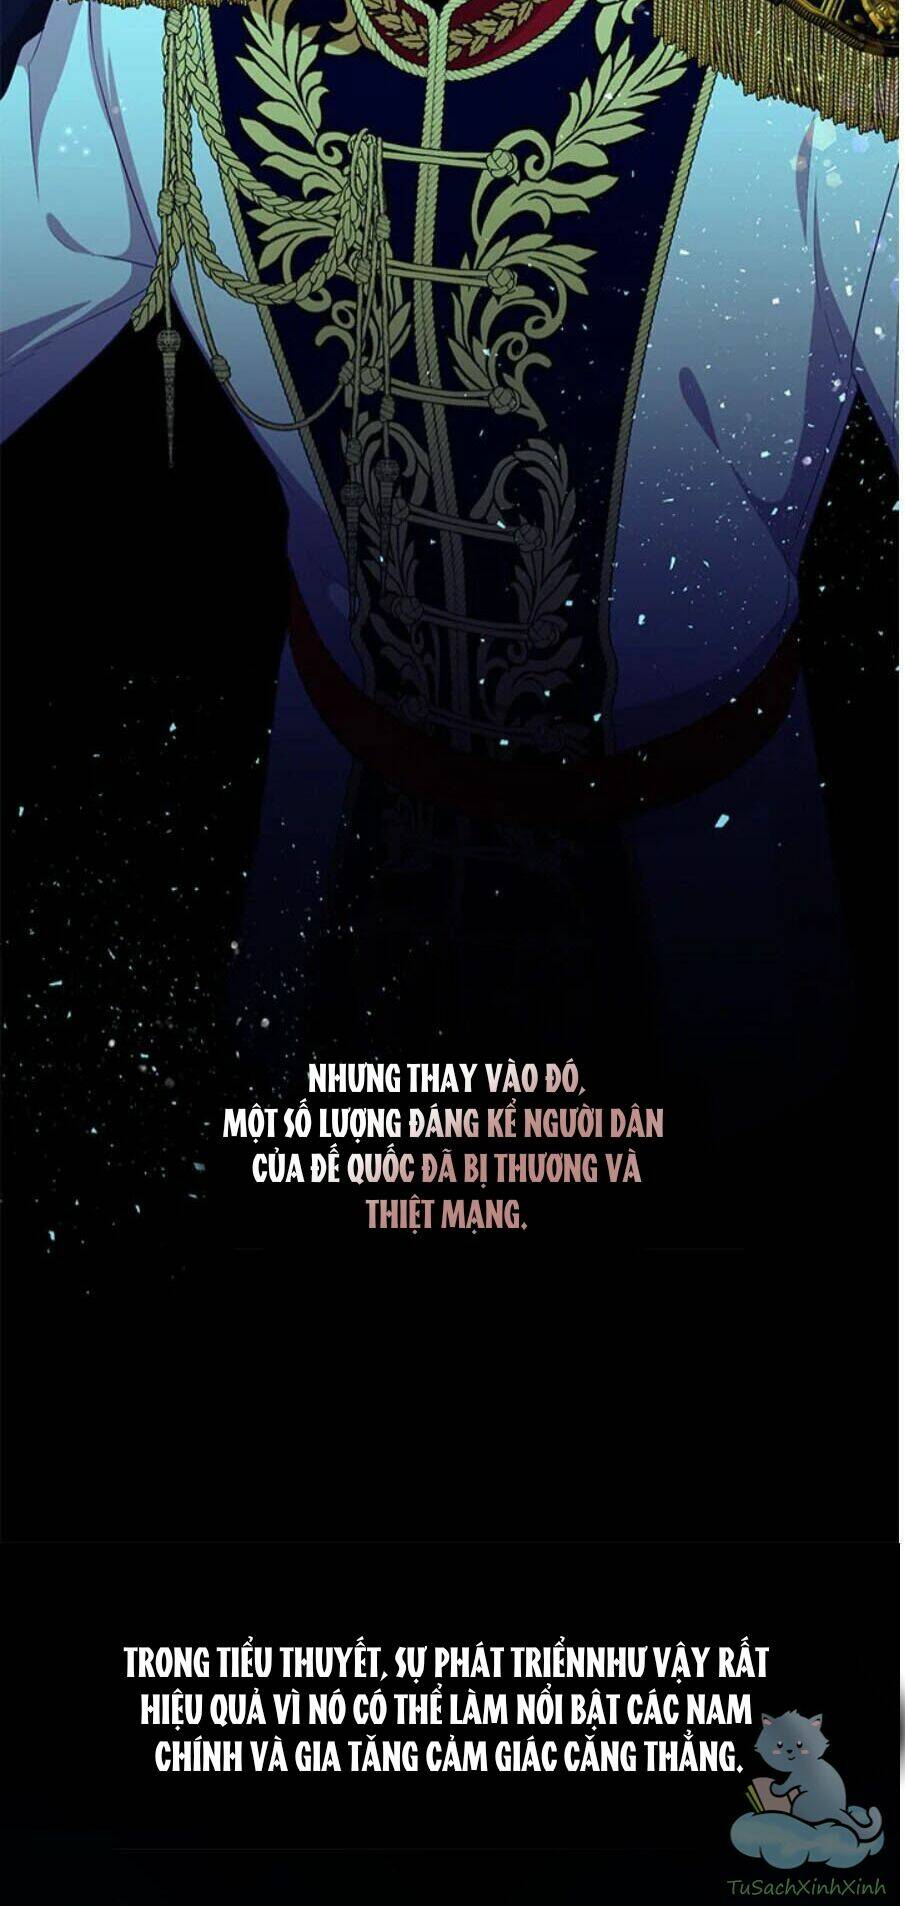 NHƯNG THAY VÀO ĐÓ,
MỘT SỐ LƯỢNG ĐÁNG KỂ NGƯỜI DÂN
CỦA ĐẾ QUỐC ĐÃ BỊ THƯƠNG VÀ
THIỆT MẠNG.
TRONG TIỂU THUYẾT, SỰ PHÁT TRIỂNNHƯ VẬY RẤT
HIỆU QUẢ VÌ NÓ CÓ THỂ LÀM NỔI BẬT CÁC NAM
CHÍNH VÀ GIA TĂNG CẢM GIÁC CĂNG THẲNG.
TuSachXinhXinh